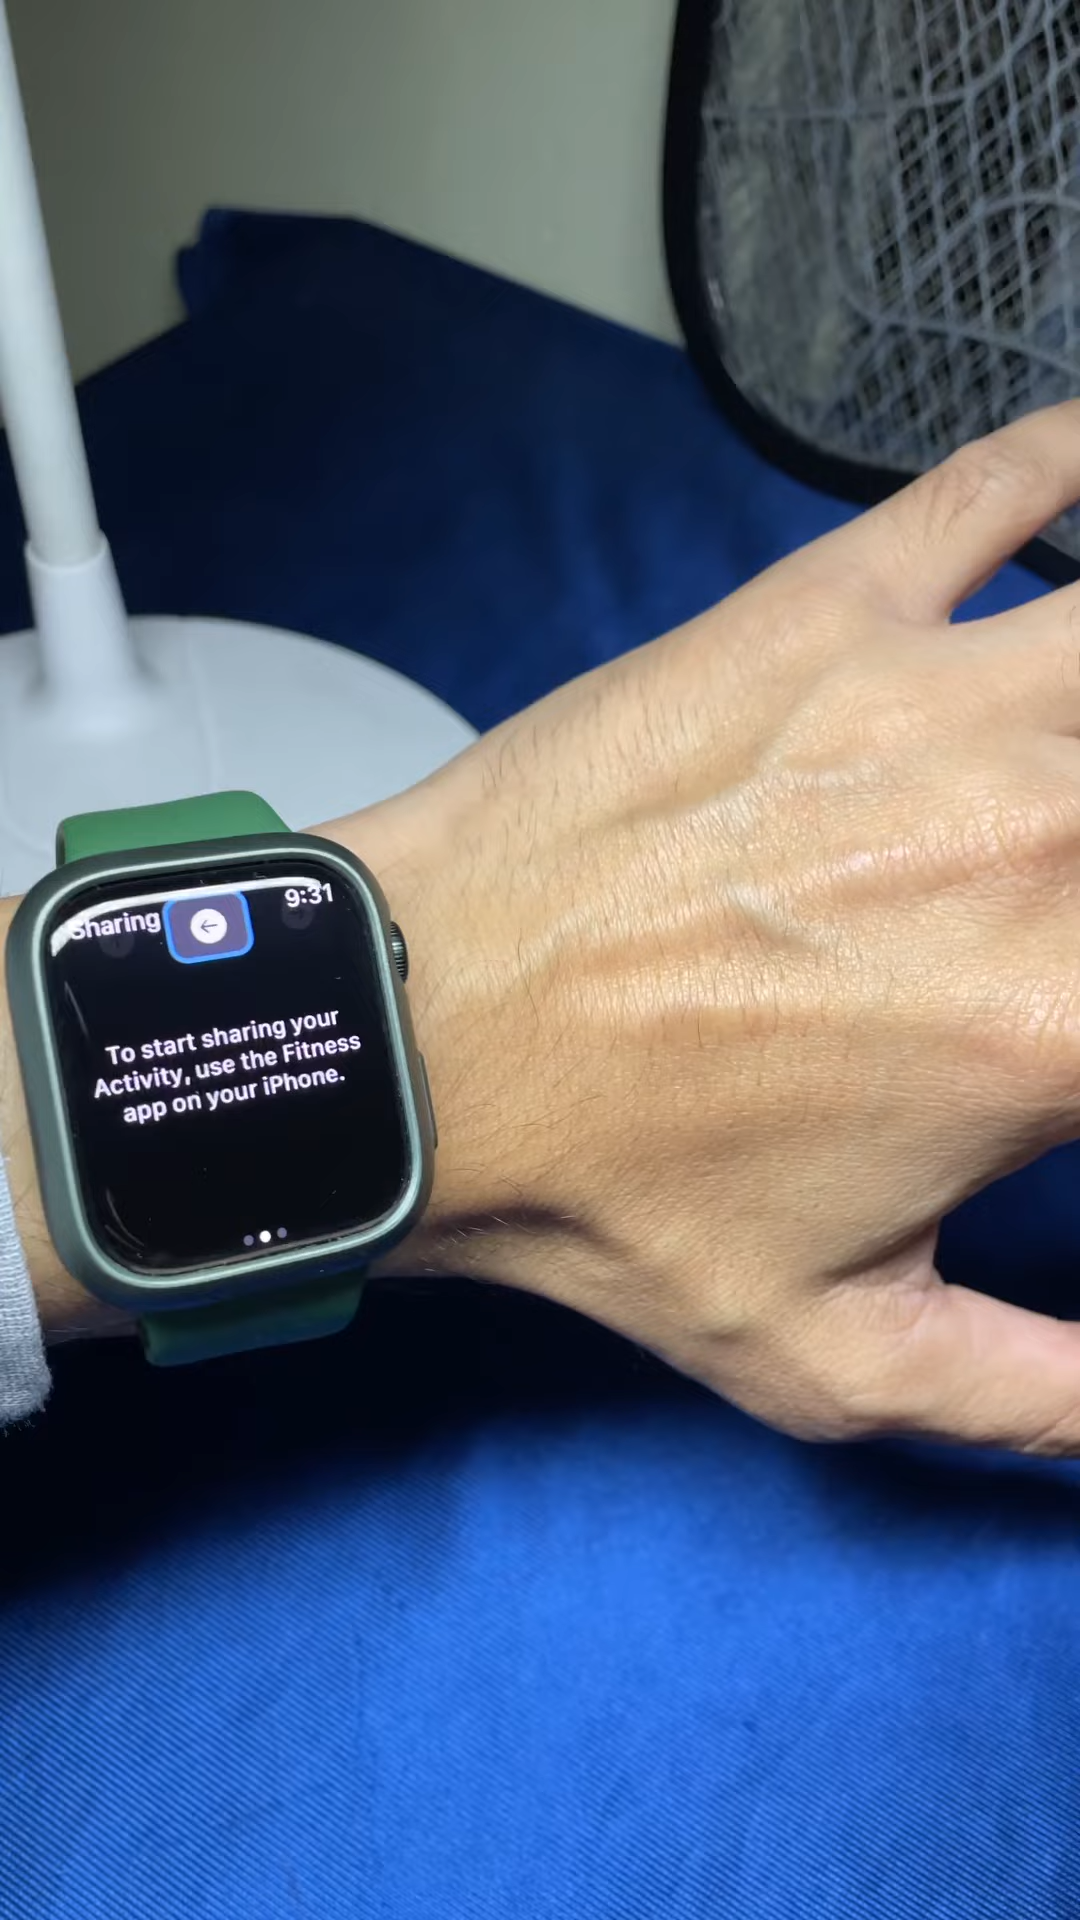 Sharing
9:31
To start sharing your
Activity, use the Fitness
app on your iPhone.